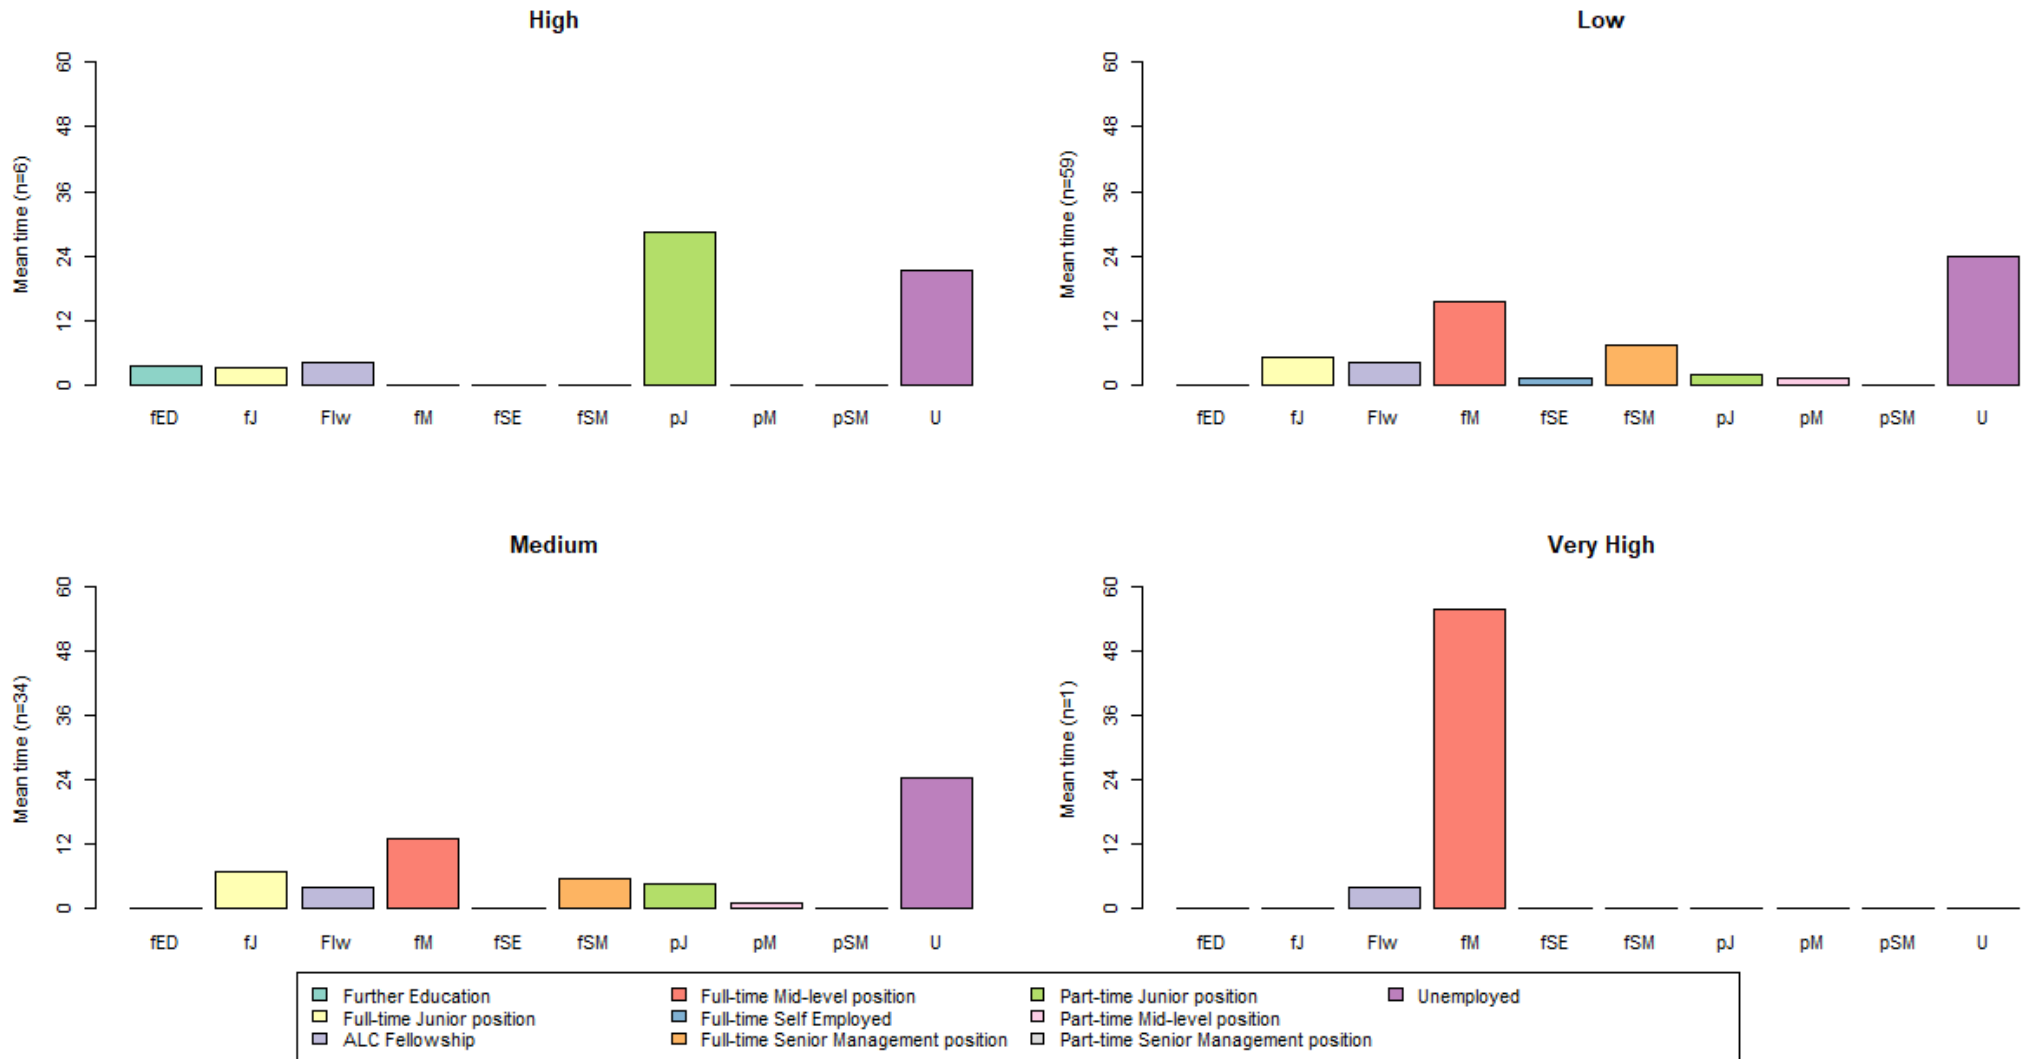 High
Mean time (n=6)
60
48
36
24
12
0
fED fJ Flw fM fSE fSM pJ pM pSM U
Low
Mean time (n=59)
60
48
36
24
12
0
fED fJ Flw fM fSE fSM pJ pM pSM U
Medium
Mean time (n=34)
60
48
36
24
12
0
fED fJ Flw fM fSE fSM pJ pM pSM U
Very High
Mean time (n=1)
60
48
36
24
12
0
fED fJ Flw fM fSE fSM pJ pM pSM U
Further Education
Full-time Junior position
ALC Fellowship
Full-time Mid-level position
Full-time Self Employed
Full-time Senior Management position
Part-time Junior position
Part-time Mid-level position
Part-time Senior Management position
Unemployed